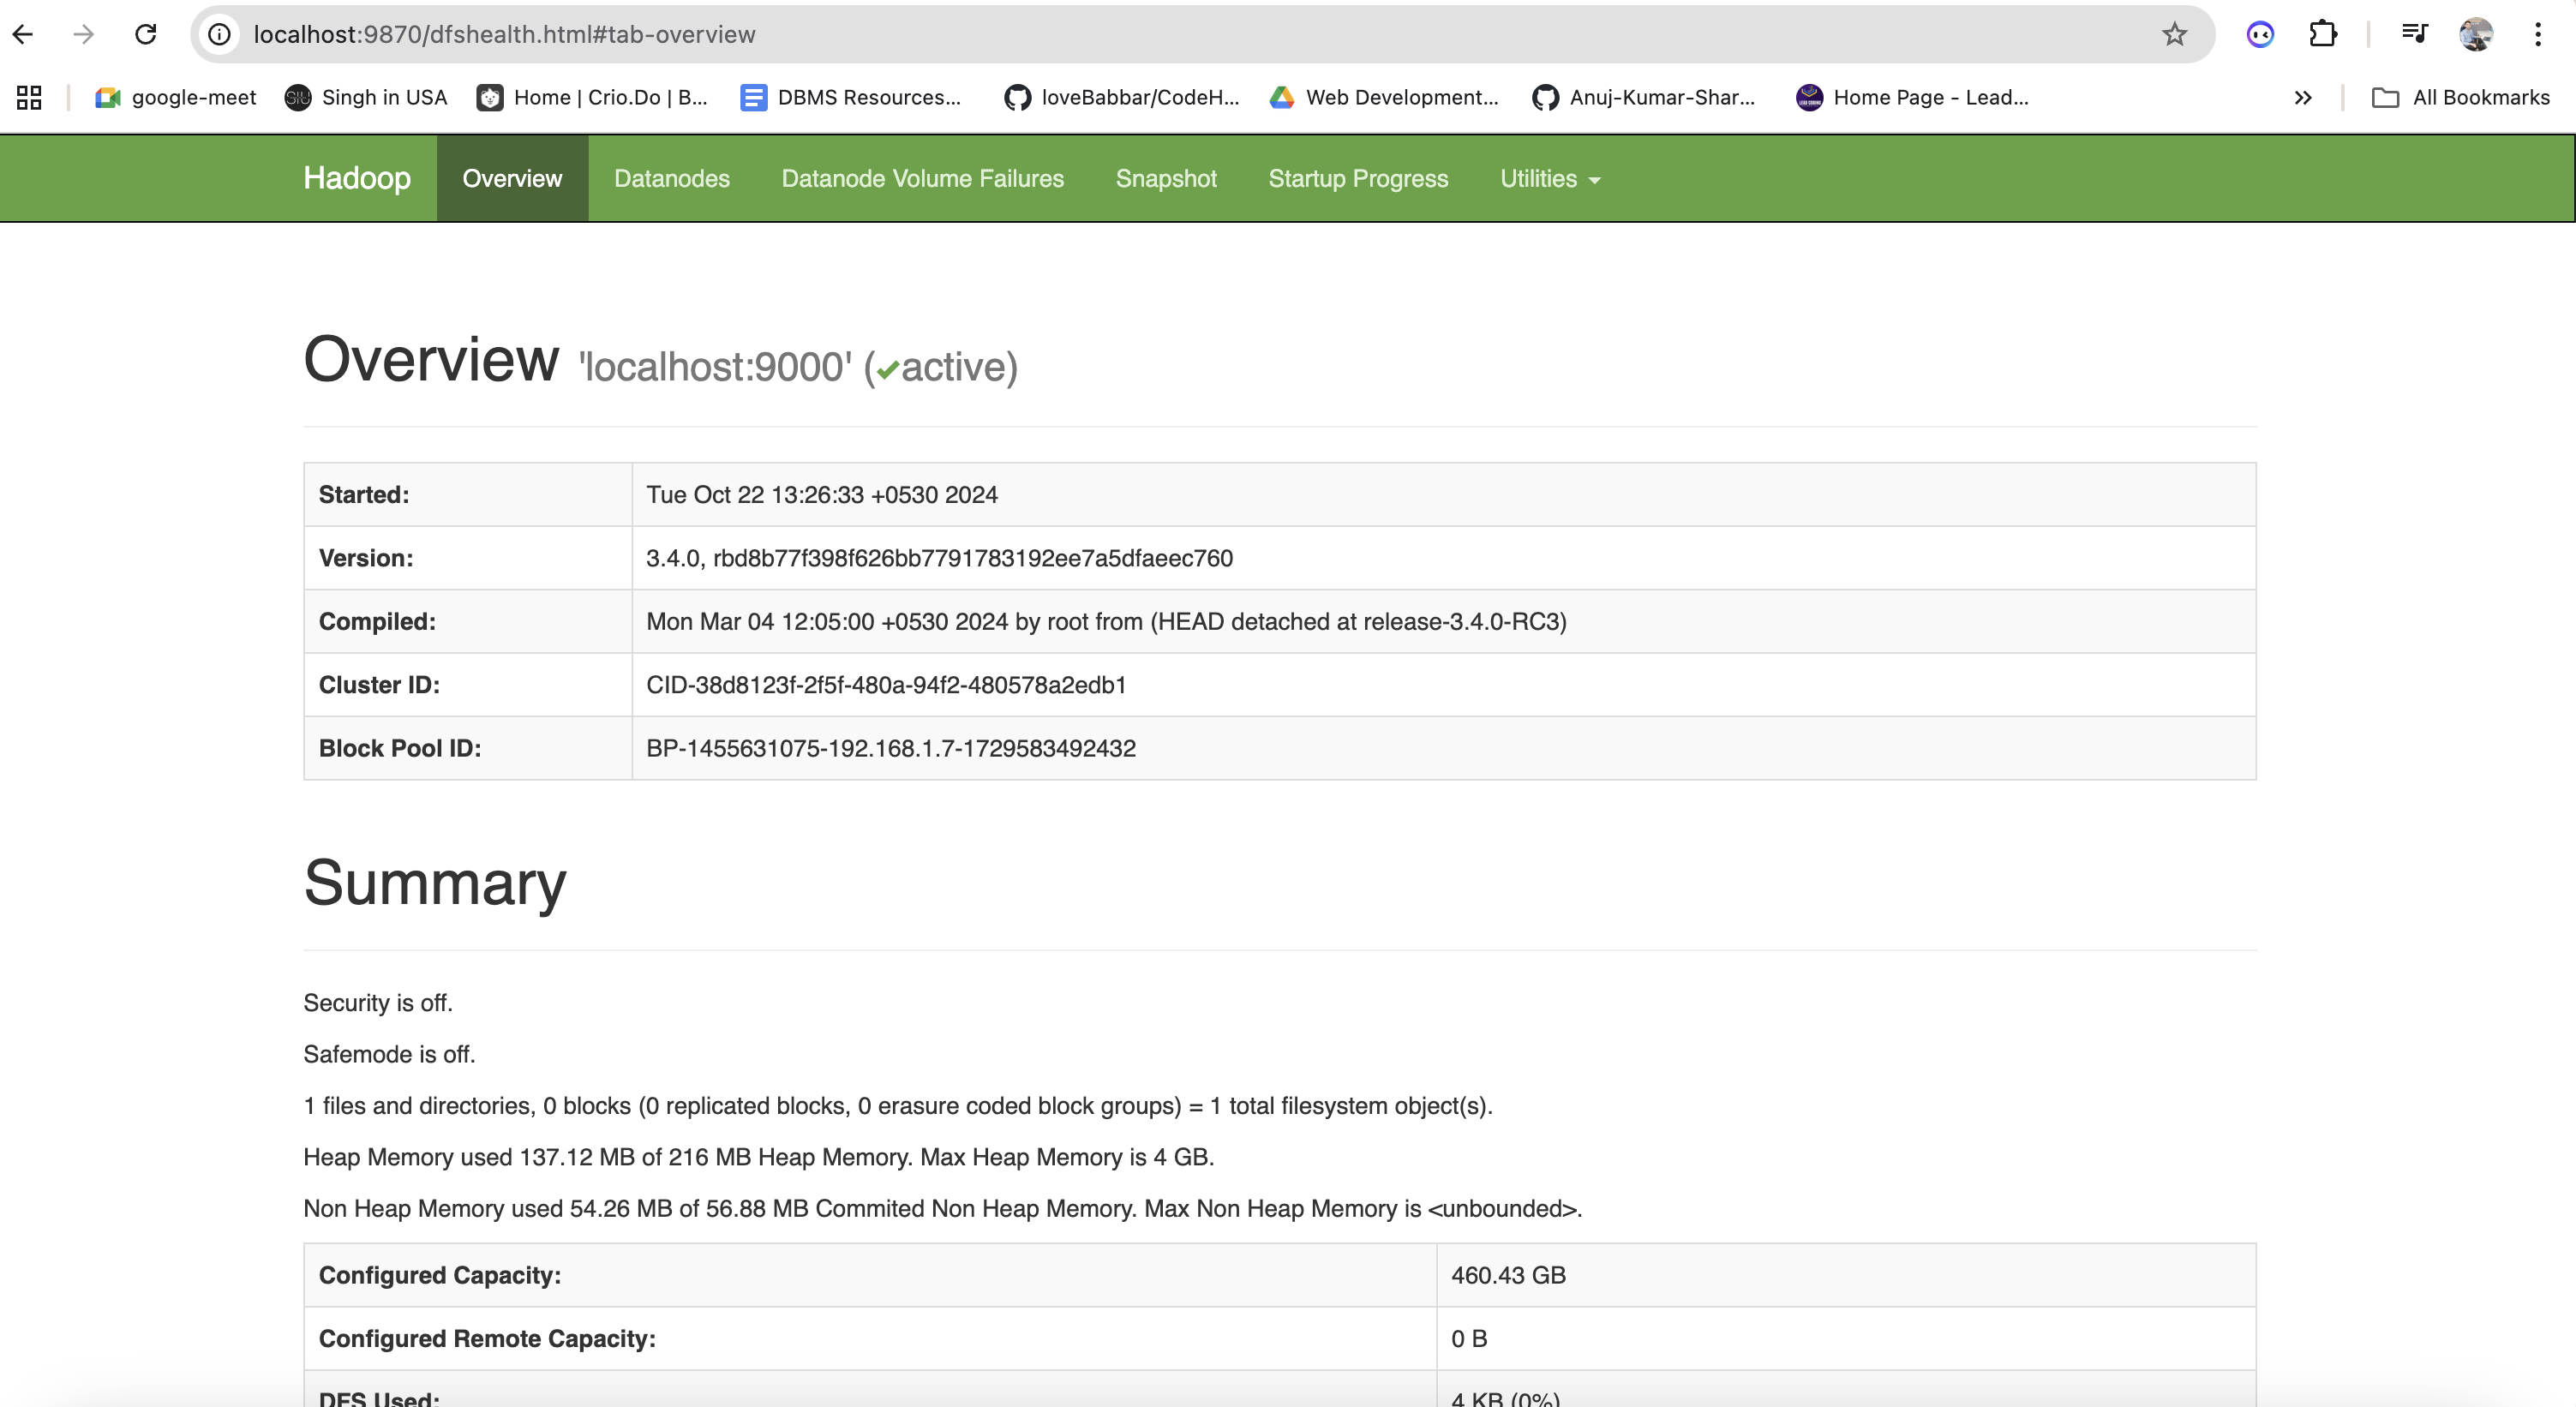 localhost:9870/dfshealth.html#tab-overview
google-meet Singh in USA Home | Crio.Do | B... DBMS Resources... loveBabbar/CodeH... Web Development... Anuj-Kumar-Shar... Home Page - Lead... All Bookmarks
Hadoop Overview Datanodes Datanode Volume Failures Snapshot Startup Progress Utilities
Overview 'localhost:9000' (✓active)
Started: Tue Oct 22 13:26:33 +0530 2024
Version: 3.4.0, rbd8b77f398f626bb7791783192ee7a5dfaeec760
Compiled: Mon Mar 04 12:05:00 +0530 2024 by root from (HEAD detached at release-3.4.0-RC3)
Cluster ID: CID-38d8123f-2f5f-480a-94f2-480578a2edb1
Block Pool ID: BP-1455631075-192.168.1.7-1729583492432
Summary
Security is off.
Safemode is off.
1 files and directories, 0 blocks (0 replicated blocks, 0 erasure coded block groups) = 1 total filesystem object(s).
Heap Memory used 137.12 MB of 216 MB Heap Memory. Max Heap Memory is 4 GB.
Non Heap Memory used 54.26 MB of 56.88 MB Commited Non Heap Memory. Max Non Heap Memory is <unbounded>.
Configured Capacity: 460.43 GB
Configured Remote Capacity: 0 B
DFS Used: 4 KB (0%)